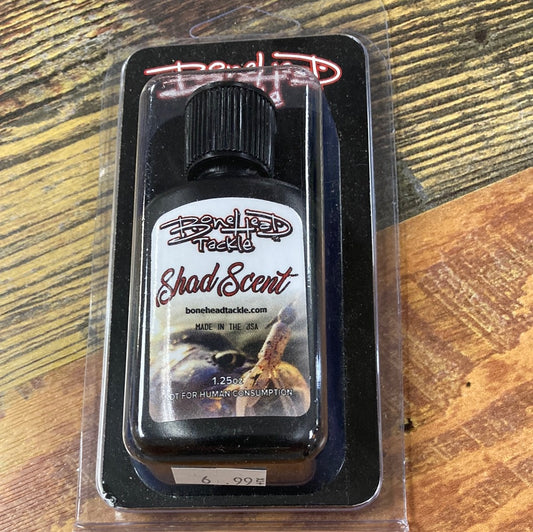 BONEHEAD
BONEHEAD
Tackle
Shad Scent
boneheadtackle.com
MADE IN THE USA
1.25oz
NOT FOR HUMAN CONSUMPTION
6.99